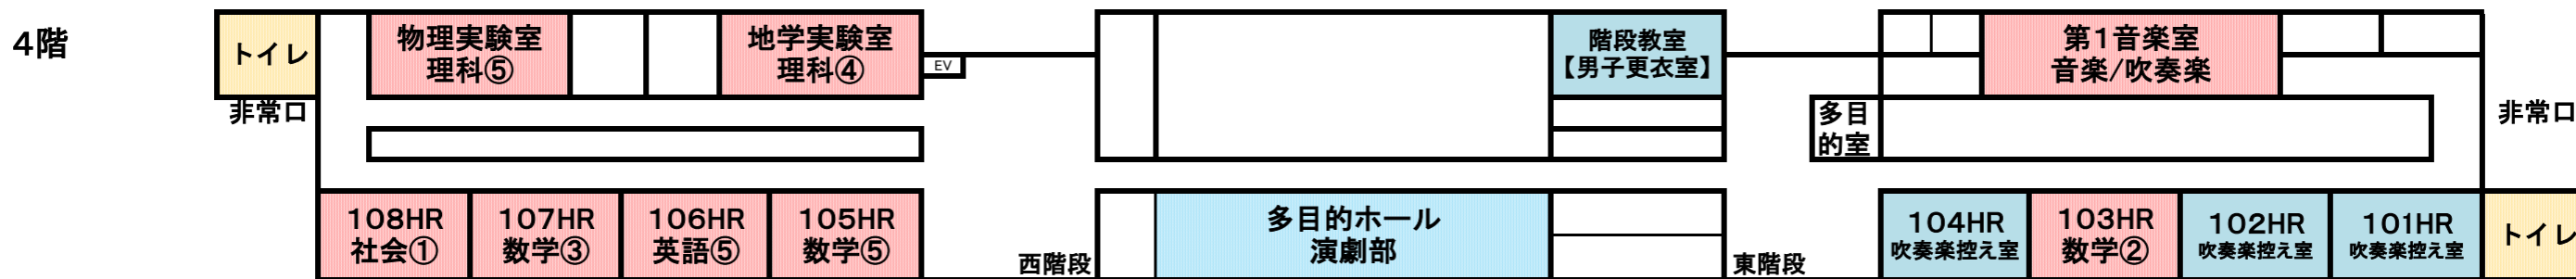 4階
トイレ
物理実験室
理科⑤
地学実験室
理科④
EV
階段教室
【男子更衣室】
第1音楽室
音楽/吹奏楽
非常口
多目
的室
非常口
108HR
社会①
107HR
数学③
106HR
英語⑤
105HR
数学⑤
西階段
多目的ホール
演劇部
東階段
104HR
吹奏楽控え室
103HR
数学②
102HR
吹奏楽控え室
101HR
吹奏楽控え室
トイレ